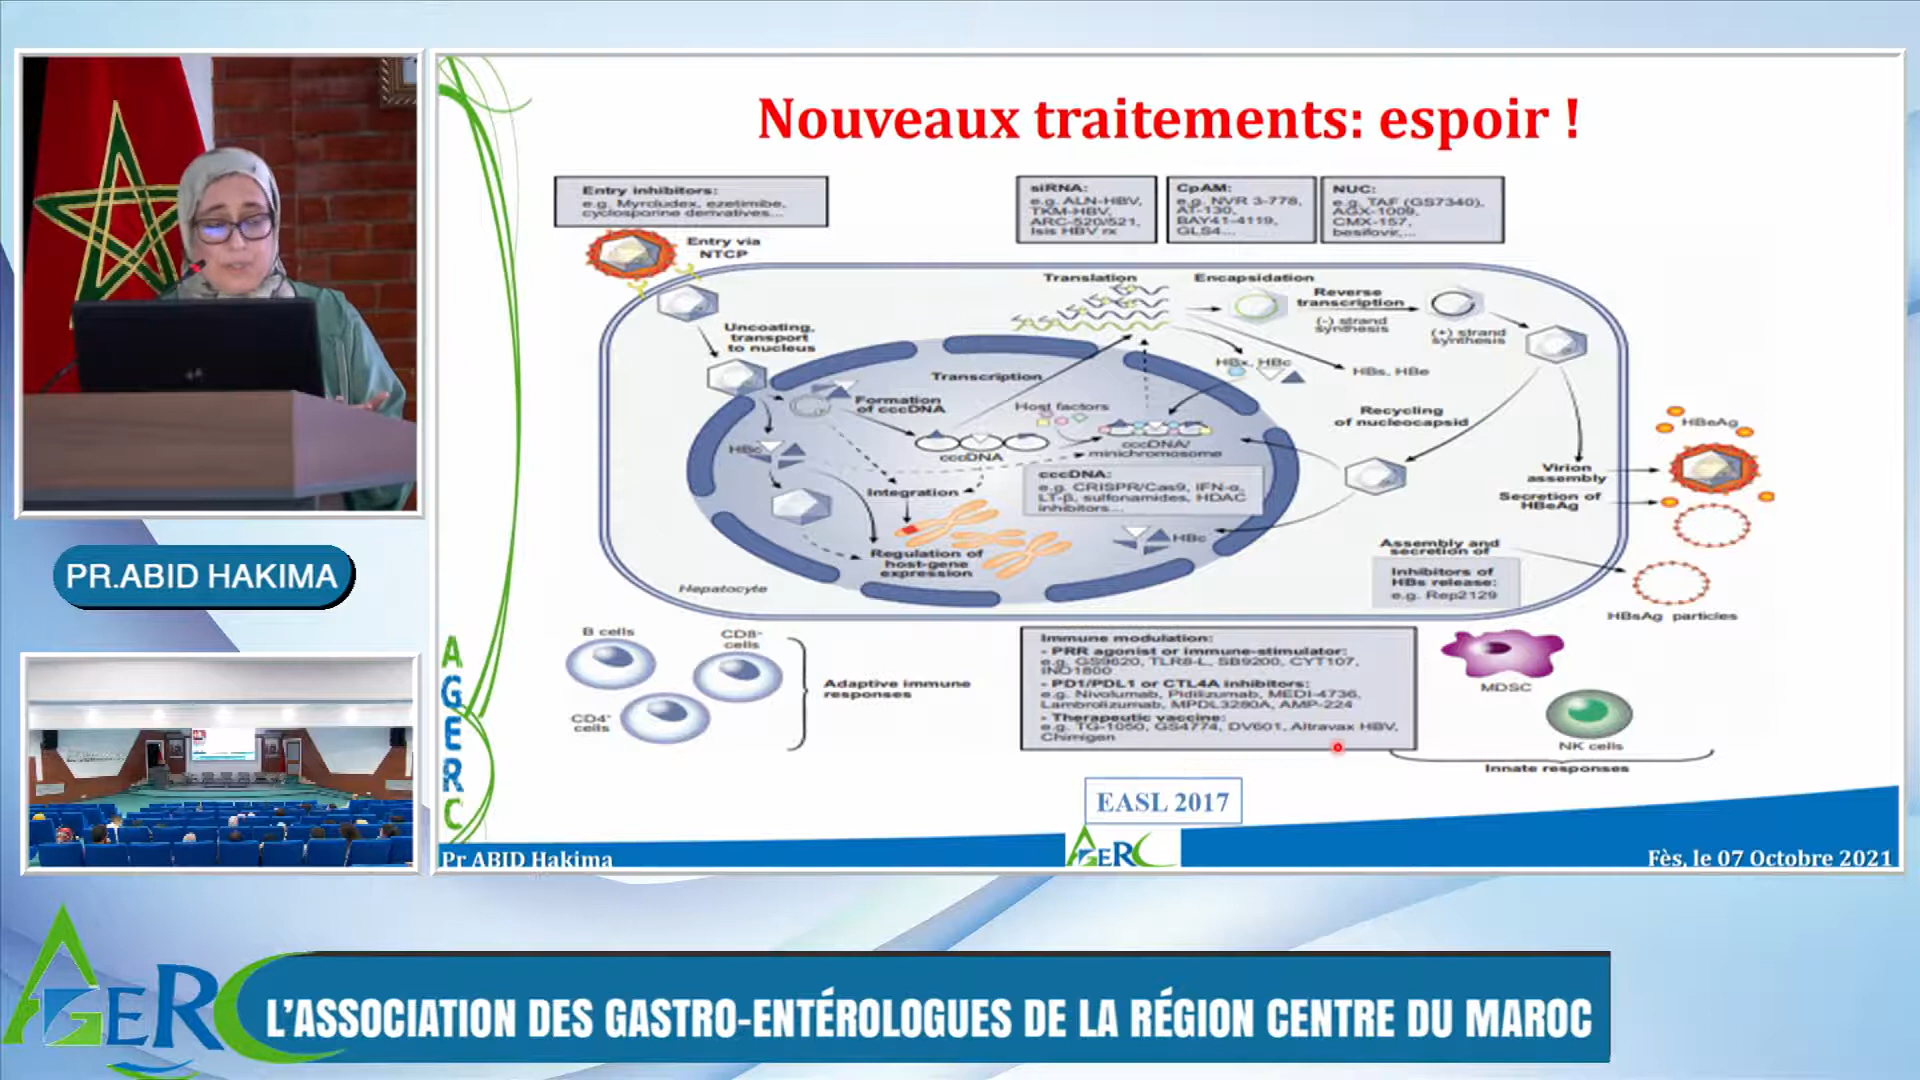 Nouveaux traitements: espoir !
Entry inhibitors:
e.g. Myrcludex, ezetimibe,
cyclosporine derivatives...
siRNA:
e.g. ALN-HBV,
TKM-HBV,
ARC-520/521,
Isis HBV rx
CpAM:
e.g. NVR 3-778,
AT-130,
BAY41-4119,
GLS4...
NUC:
e.g. TAF (GS7340),
AGX-1009,
CMX-157,
besifovir,...
Entry via
NTCP
Translation
Encapsidation
Reverse
transcription
(-) strand
synthesis
(+) strand
synthesis
Uncoating,
transport
to nucleus
Transcription
HBx, HBc
HBs, HBe
Formation
of cccDNA
Host factors
Recycling
of nucleocapsid
HBeAg
HBc
cccDNA
cccDNA/
minichromosome
cccDNA:
e.g. CRISPR/Cas9, IFN-α,
LT-β, sulfonamides, HDAC
inhibitors...
Integration
Virion
assembly
Secretion of
HBeAg
HBc
Regulation of
host-gene
expression
Assembly and
secretion of
Inhibitors of
HBs release:
e.g. Rep2129
Hepatocyte
HBsAg particles
B cells
CD8+
cells
CD4+
cells
Adaptive immune
responses
Immune modulation:
- PRR agonist or immune-stimulator:
e.g. GS9620, TLR8-L, SB9200, CYT107,
INO1800
- PD1/PDL1 or CTL4A inhibitors:
e.g. Nivolumab, Pidilizumab, MEDI-4736,
Lambrolizumab, MPDL3280A, AMP-224
- Therapeutic vaccine:
e.g. TG-1050, GS4774, DV601, Altravax HBV,
Chimigen
MDSC
NK cells
Innate responses
EASL 2017
AGERC
Pr ABID Hakima
AGERC
Fès, le 07 Octobre 2021
PR.ABID HAKIMA
AGERC
L'ASSOCIATION DES GASTRO-ENTÉROLOGUES DE LA RÉGION CENTRE DU MAROC